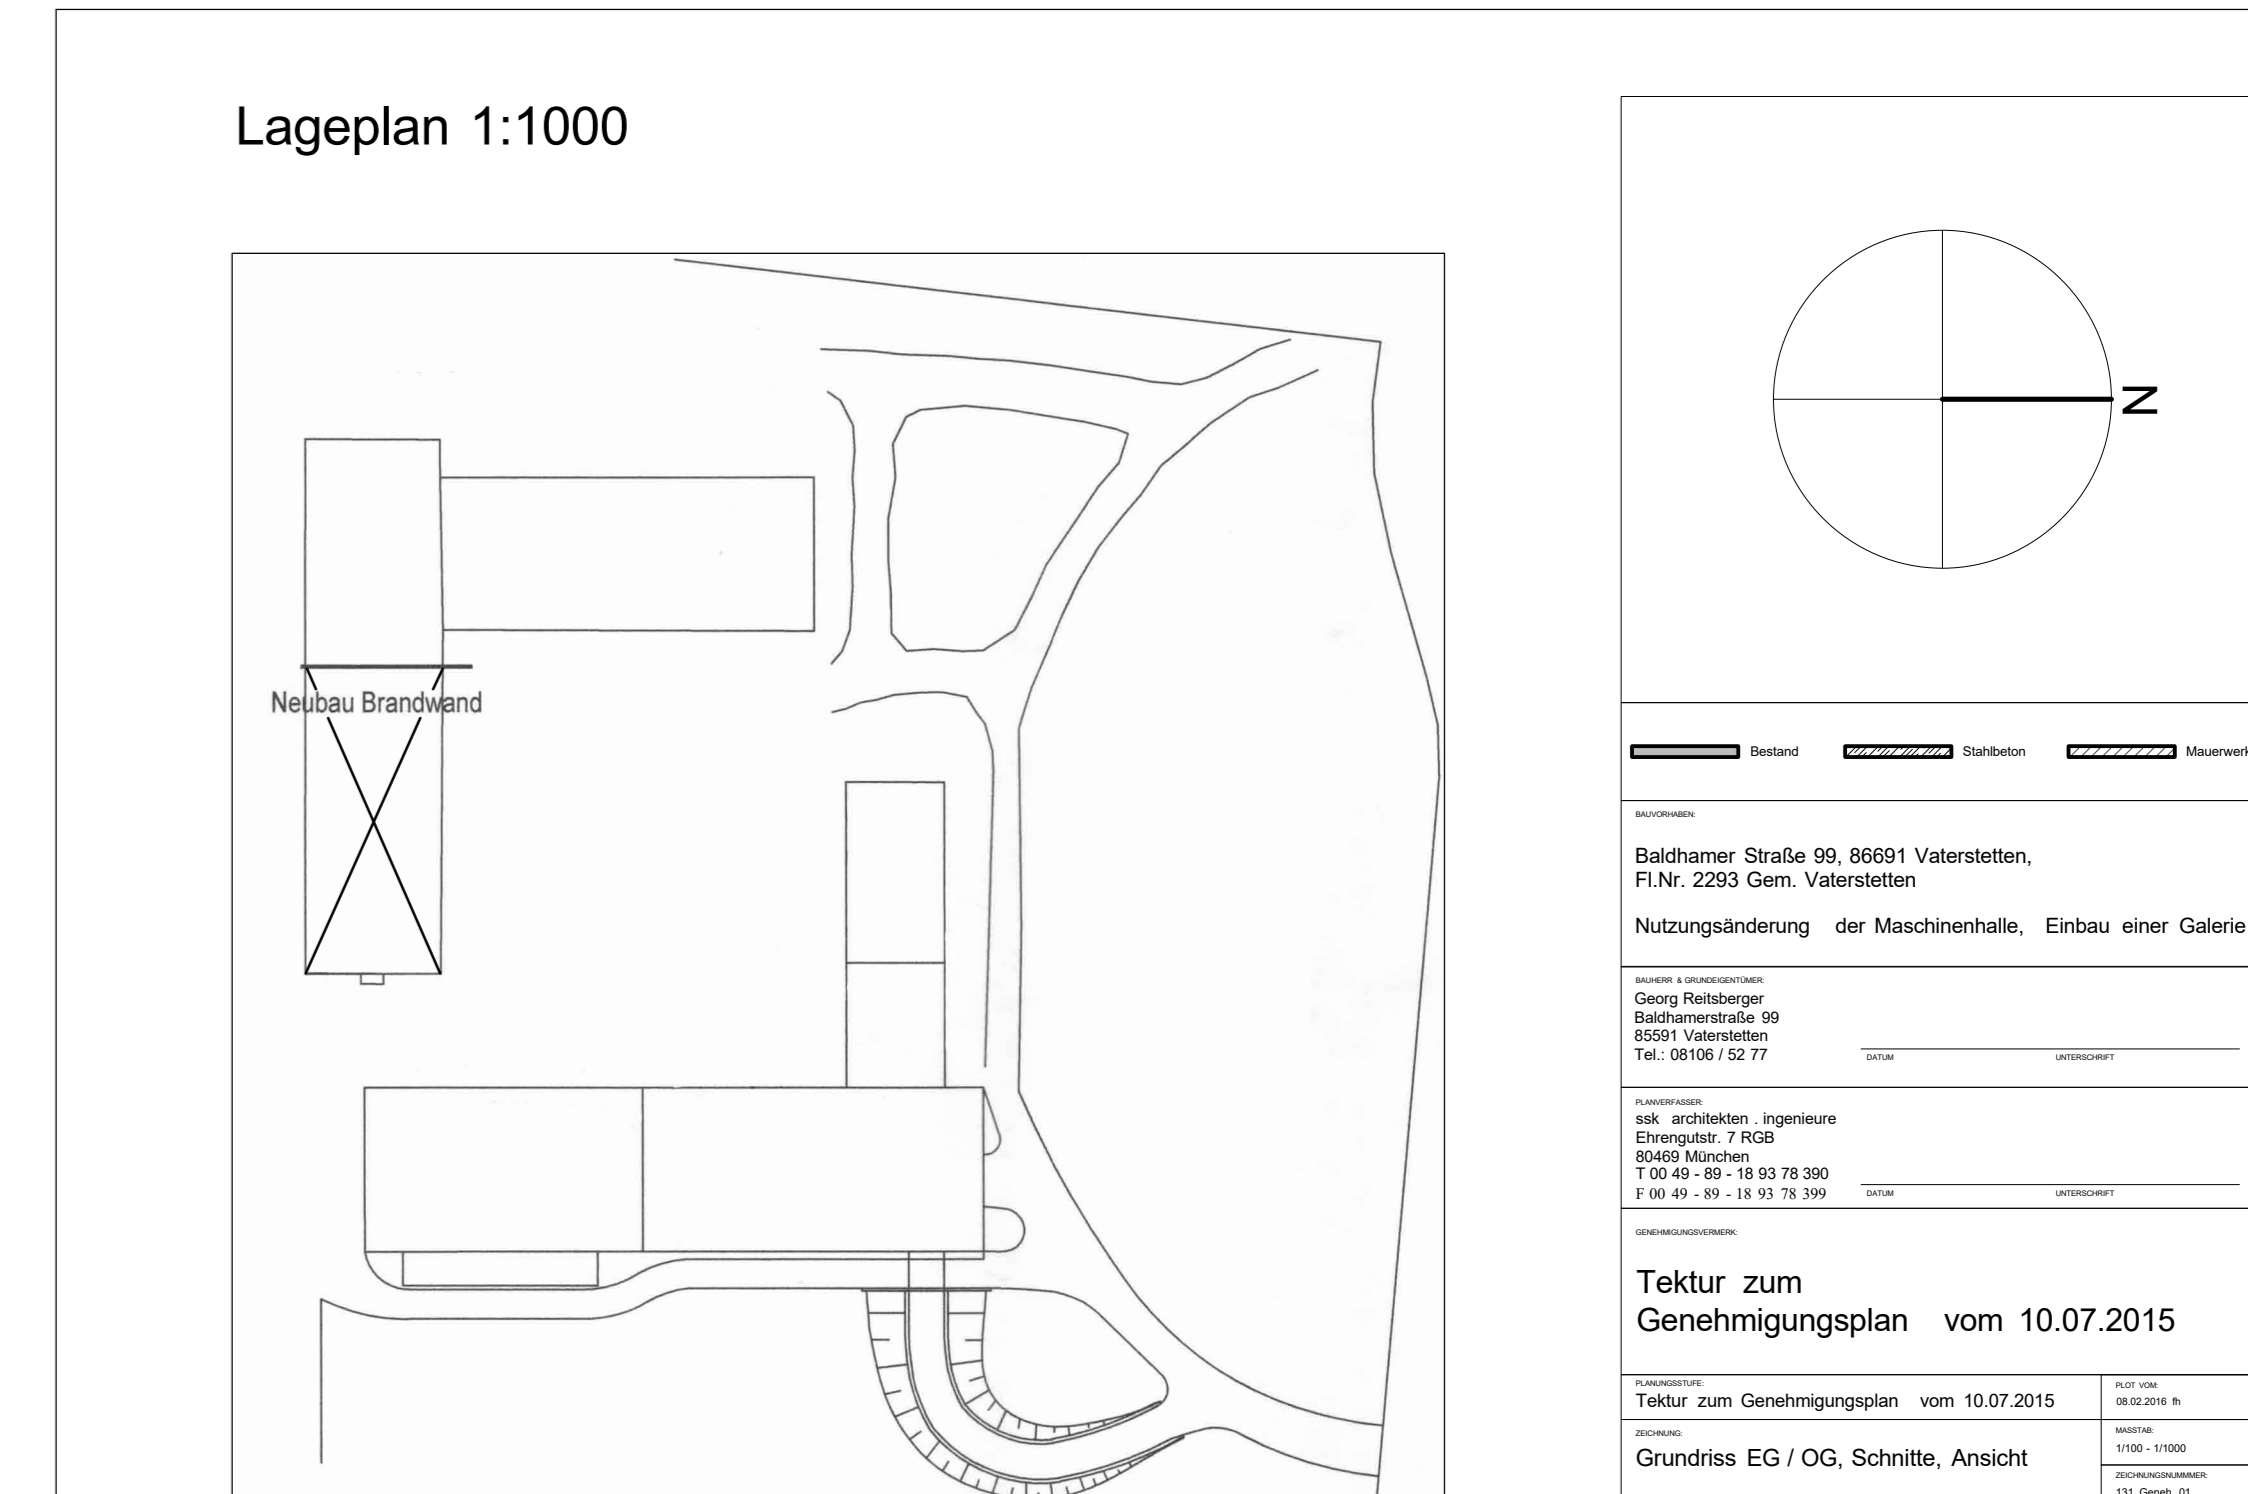 Lageplan 1:1000
Neubau Brandwand
N
Bestand
Stahlbeton
Mauerwerk
BAUVORHABEN:
Baldhamer Straße 99, 86691 Vaterstetten,
Fl.Nr. 2293 Gem. Vaterstetten
Nutzungsänderung der Maschinenhalle, Einbau einer Galerie
BAUHERR & GRUNDEIGENTÜMER:
Georg Reitsberger
Baldhamerstraße 99
85591 Vaterstetten
Tel.: 08106 / 52 77
DATUM
UNTERSCHRIFT
PLANVERFASSER:
ssk architekten . ingenieure
Ehrengutstr. 7 RGB
80469 München
T 00 49 - 89 - 18 93 78 390
F 00 49 - 89 - 18 93 78 399
DATUM
UNTERSCHRIFT
GENEHMIGUNGSVERMERK:
Tektur zum
Genehmigungsplan vom 10.07.2015
PLANUNGSSTUFE:
Tektur zum Genehmigungsplan vom 10.07.2015
PLOT VOM:
08.02.2016 fh
ZEICHNUNG:
Grundriss EG / OG, Schnitte, Ansicht
MASSTAB:
1/100 - 1/1000
ZEICHNUNGSNUMMMER:
131 Geneh 01